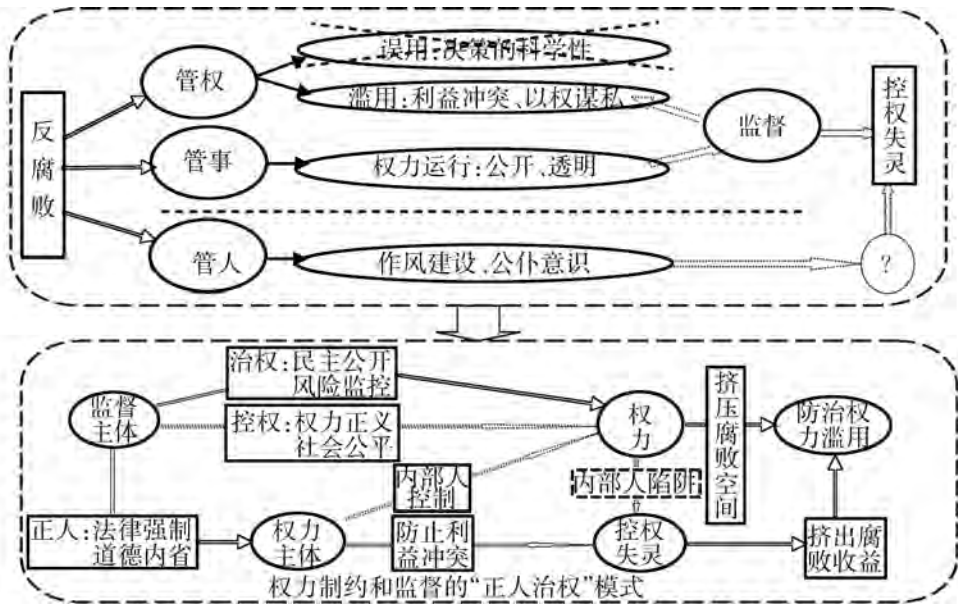 误用:决策的科学性
管权
滥用:利益冲突、以权谋私
反腐败
监督
控权失灵
管事
权力运行:公开、透明
管人
作风建设、公仆意识
?
治权:民主公开
风险监控
监督
主体
控权:权力正义
社会公平
权
力
挤压腐败空间
防治权
力滥用
内部人
控制
内部人陷阱
正人:法律强制
道德内省
权力
主体
防止利
益冲突
控权
失灵
挤出腐
败收益
权力制约和监督的“正人治权”模式